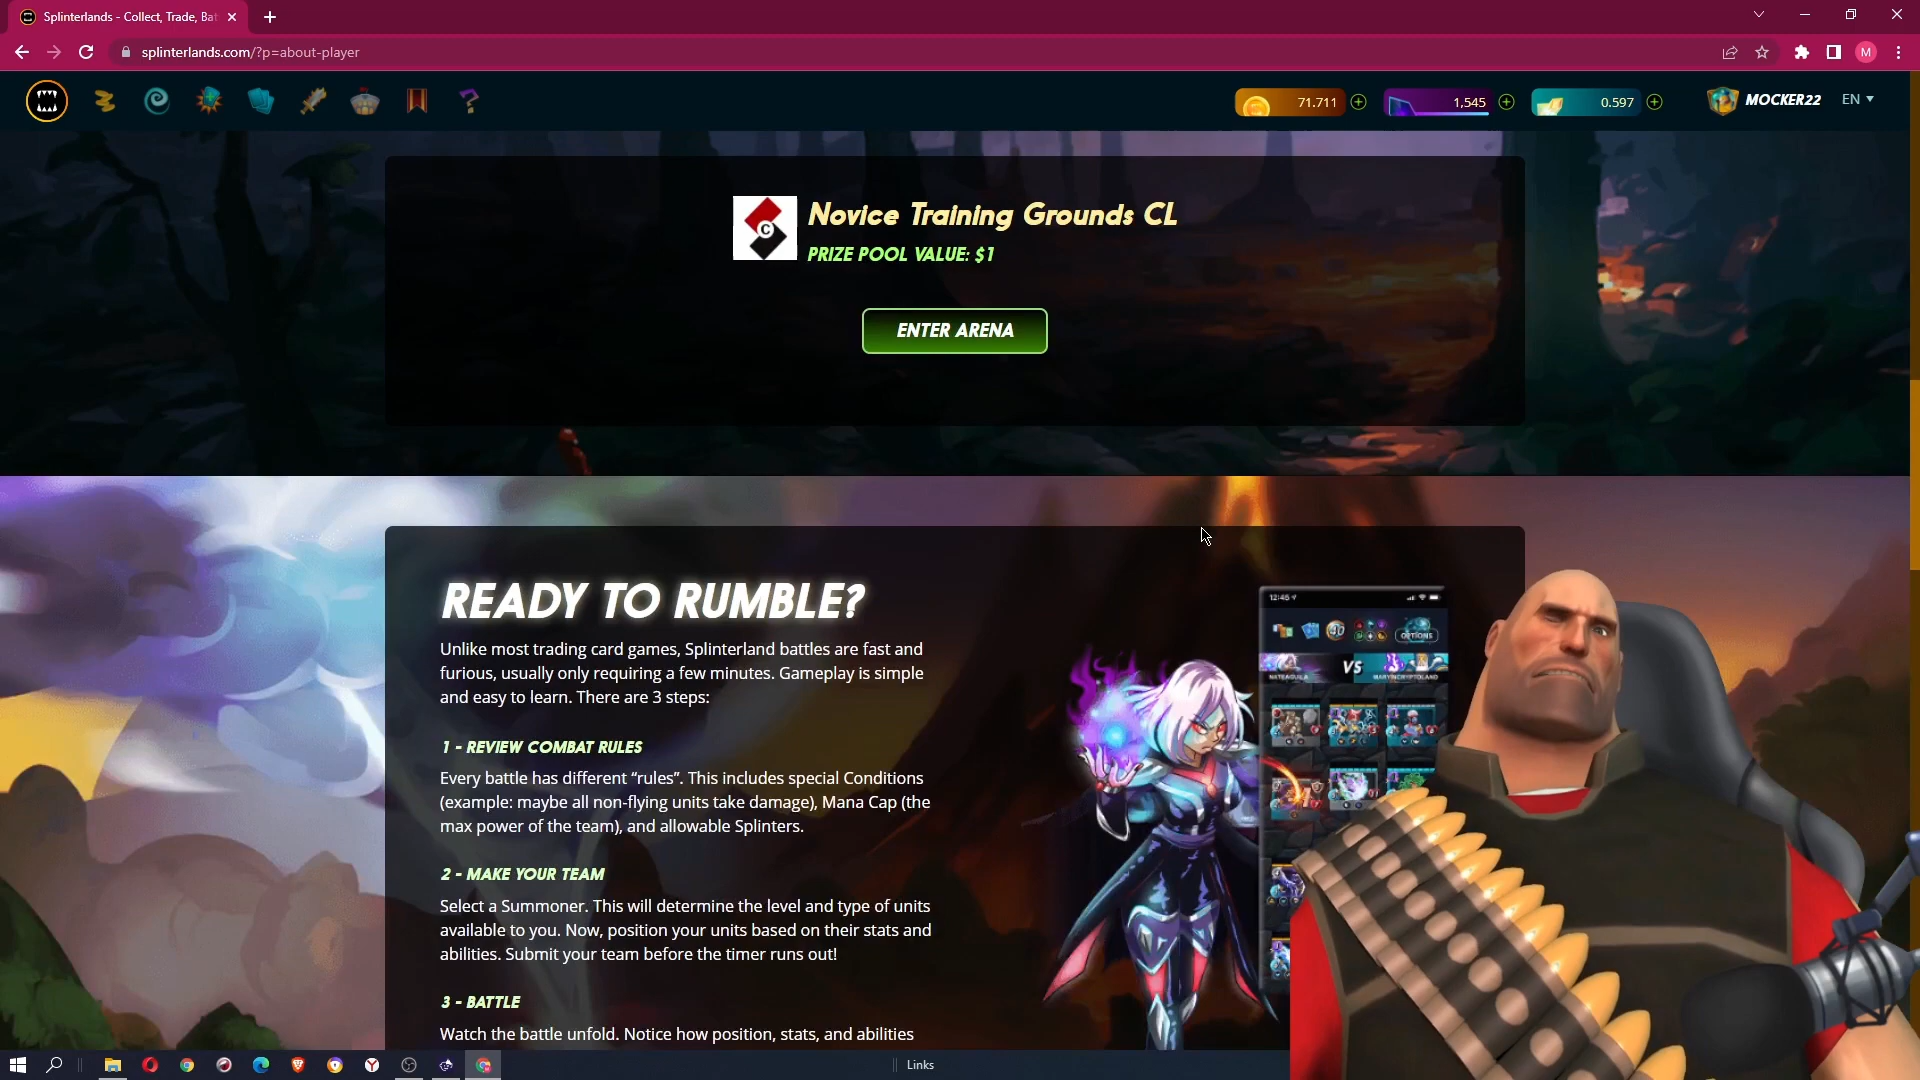 Splinterlands - Collect, Trade, Bat
splinterlands.com/?p=about-player
M
71.711
1,545
0.597
MOCKER22
EN
C
Novice Training Grounds CL
PRIZE POOL VALUE: $1
ENTER ARENA
READY TO RUMBLE?
Unlike most trading card games, Splinterland battles are fast and
furious, usually only requiring a few minutes. Gameplay is simple
and easy to learn. There are 3 steps:
1 - REVIEW COMBAT RULES
Every battle has different “rules”. This includes special Conditions
(example: maybe all non-flying units take damage), Mana Cap (the
max power of the team), and allowable Splinters.
2 - MAKE YOUR TEAM
Select a Summoner. This will determine the level and type of units
available to you. Now, position your units based on their stats and
abilities. Submit your team before the timer runs out!
3 - BATTLE
Watch the battle unfold. Notice how position, stats, and abilities
12:45
OPTIONS
VS
NATEAGUILA
MARYINCRYPTOLAND
Links